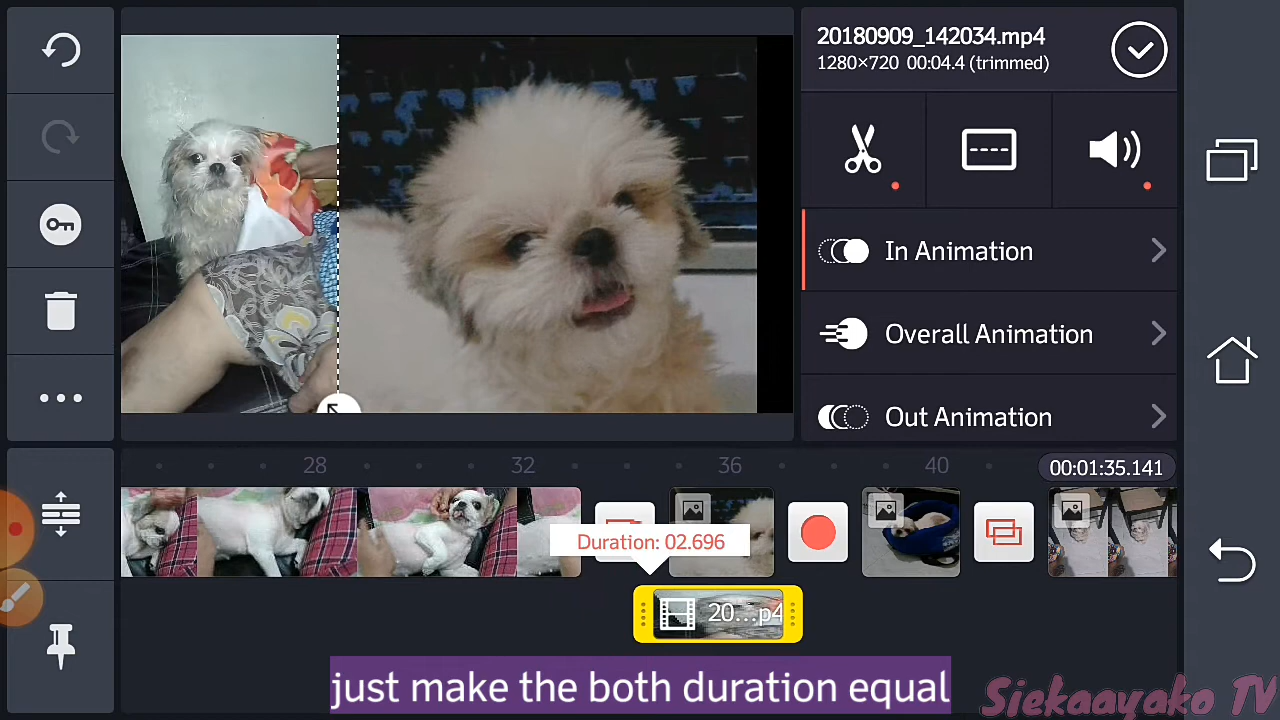 20180909_142034.mp4
1280×720 00:04.4 (trimmed)
In Animation
Overall Animation
Out Animation
28
32
36
40
00:01:35.141
Duration: 02.696
20...p4
just make the both duration equal
Siekaayako TV